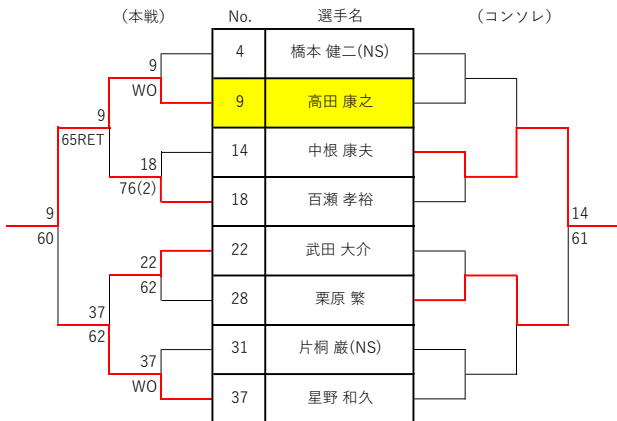 （本戦） No. 選手名 （コンソレ）
4 橋本 健二(NS)
9
WO
9 高田 康之
9
65RET
14 中根 康夫
18
76(2)
18 百瀬 孝裕
9 14
60 61
22 武田 大介
22
62
28 栗原 繁
37
62
31 片桐 巌(NS)
37
WO
37 星野 和久